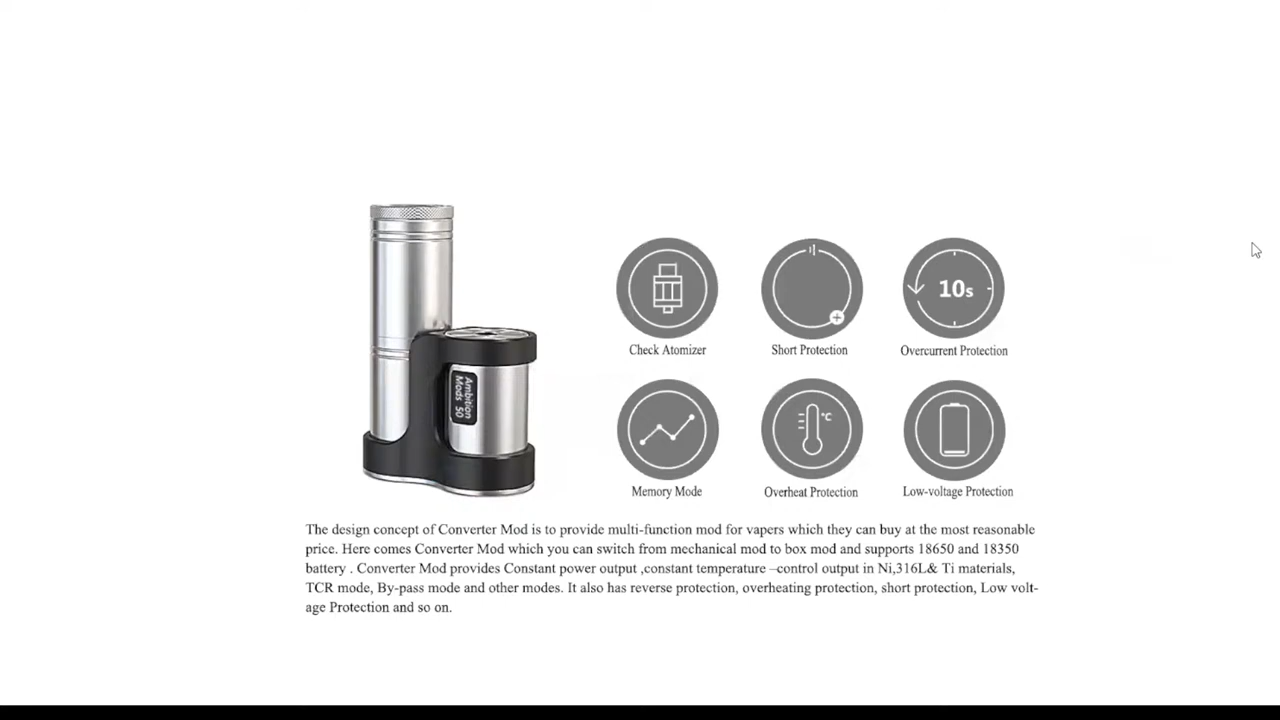 Ambition
Mods 50
10s
Check Atomizer
Short Protection
Overcurrent Protection
°C
Memory Mode
Overheat Protection
Low-voltage Protection
The design concept of Converter Mod is to provide multi-function mod for vapers which they can buy at the most reasonable
price. Here comes Converter Mod which you can switch from mechanical mod to box mod and supports 18650 and 18350
battery . Converter Mod provides Constant power output ,constant temperature –control output in Ni,316L& Ti materials,
TCR mode, By-pass mode and other modes. It also has reverse protection, overheating protection, short protection, Low volt-
age Protection and so on.